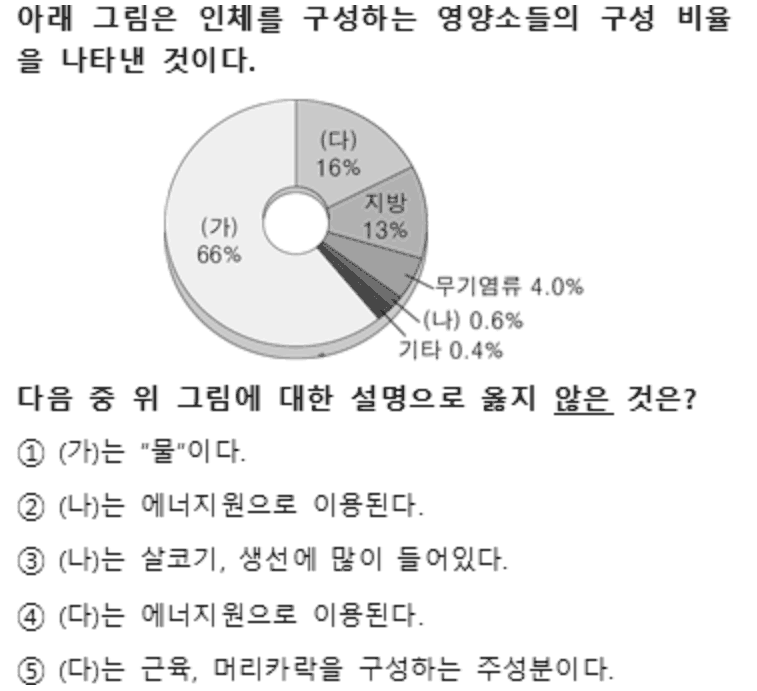 아래 그림은 인체를 구성하는 영양소들의 구성 비율
을 나타낸 것이다.
(다)
16%
지방
13%
(가)
66%
무기염류 4.0%
(나) 0.6%
기타 0.4%
다음 중 위 그림에 대한 설명으로 옳지 않은 것은?
① (가)는 "물"이다.
② (나)는 에너지원으로 이용된다.
③ (나)는 살코기, 생선에 많이 들어있다.
④ (다)는 에너지원으로 이용된다.
⑤ (다)는 근육, 머리카락을 구성하는 주성분이다.